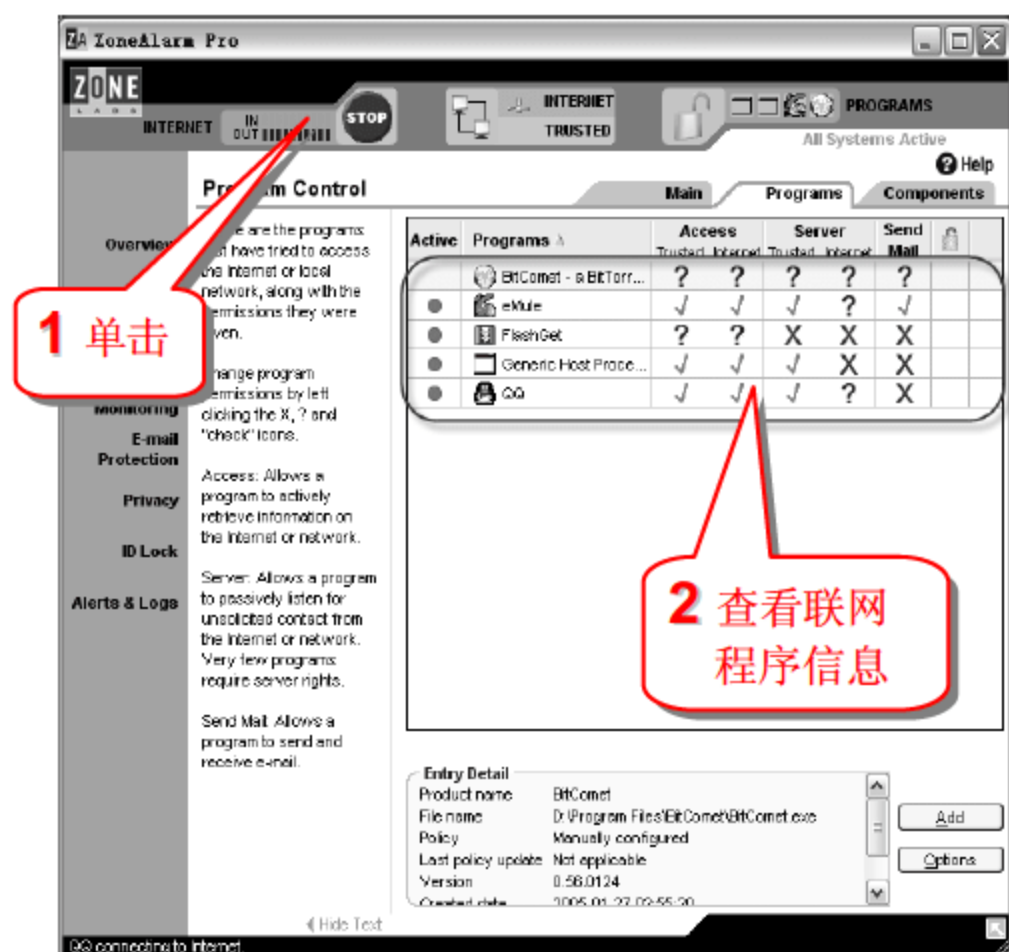 ZA ZoneAlarm Pro
ZONE
LABS
INTERNET
IN
OUT
STOP
INTERNET
TRUSTED
PROGRAMS
All Systems Active
Help
Program Control
Main
Programs
Components
Overview
Monitoring
E-mail
Protection
Privacy
ID Lock
Alerts & Logs
are the programs
have tried to access
the Internet or local
network, along with the
permissions they were
Change program
permissions by left
clicking the X, ? and
"check" icons.
Access: Allows a
program to actively
retrieve information on
the Internet or network.
Server: Allows a program
to passively listen for
unsolicited contact from
the Internet or network.
Very few programs
require server rights.
Send Mail: Allows a
program to send and
receive e-mail.
Active Programs Access Server Send
Trusted Internet Trusted Internet Mail
BitComet - a BitTorr... ? ? ? ? ?
eMule √ √ √ ? √
FlashGet ? ? X X X
Generic Host Proce... √ √ √ X X
QQ √ √ √ ? X
1 单击
2 查看联网
程序信息
Entry Detail
Product name BitComet
File name D:\Program Files\BitComet\BitComet.exe
Policy Manually configured
Last policy update Not applicable
Version 0.56.0124
Created date
Add
Options
Hide Text
QQ connecting to Internet.